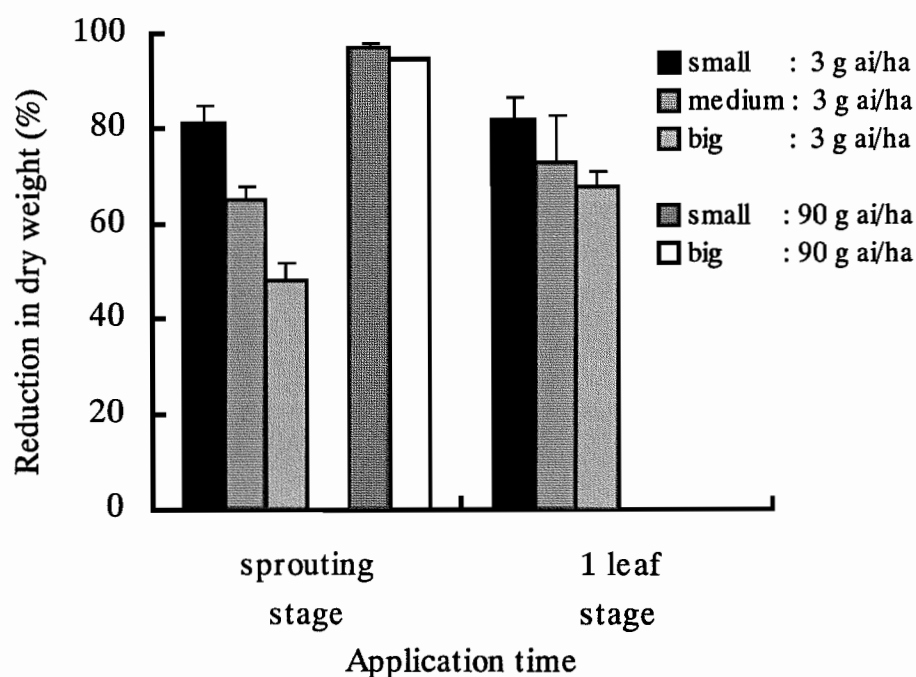 Reduction in dry weight (%)
100
80
60
40
20
0
small : 3 g ai/ha
medium : 3 g ai/ha
big : 3 g ai/ha
small : 90 g ai/ha
big : 90 g ai/ha
sprouting
stage
1 leaf
stage
Application time